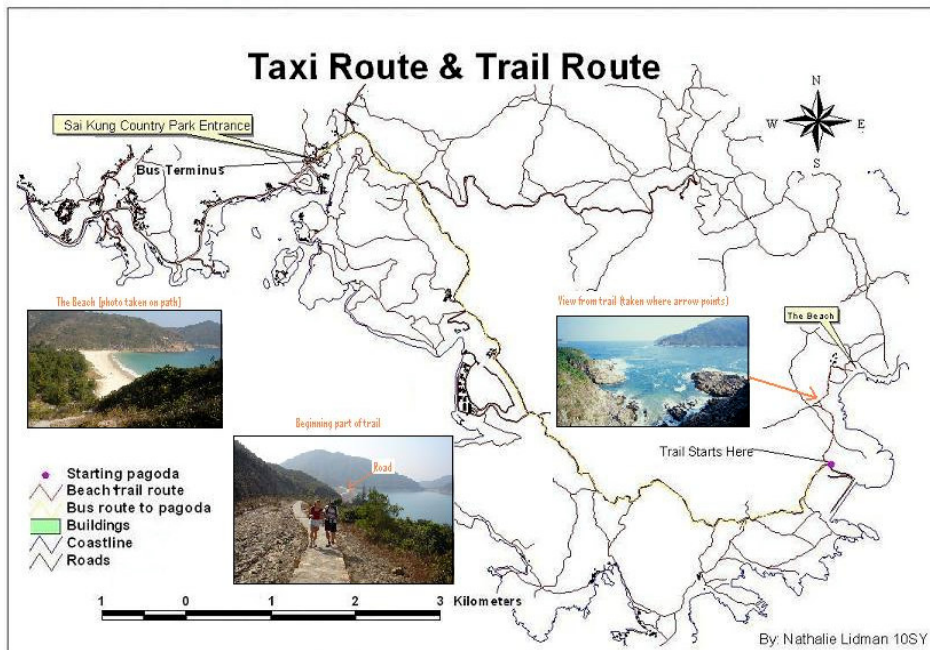 Taxi Route & Trail Route
Sai Kung Country Park Entrance
Bus Terminus
N
W
E
S
The Beach [photo taken on path]
View from trail (taken where arrow points)
The Beach
Beginning part of trail
Road
Trail Starts Here
Starting pagoda
Beach trail route
Bus route to pagoda
Buildings
Coastline
Roads
1 0 1 2 3 Kilometers
By: Nathalie Lidman 10SY